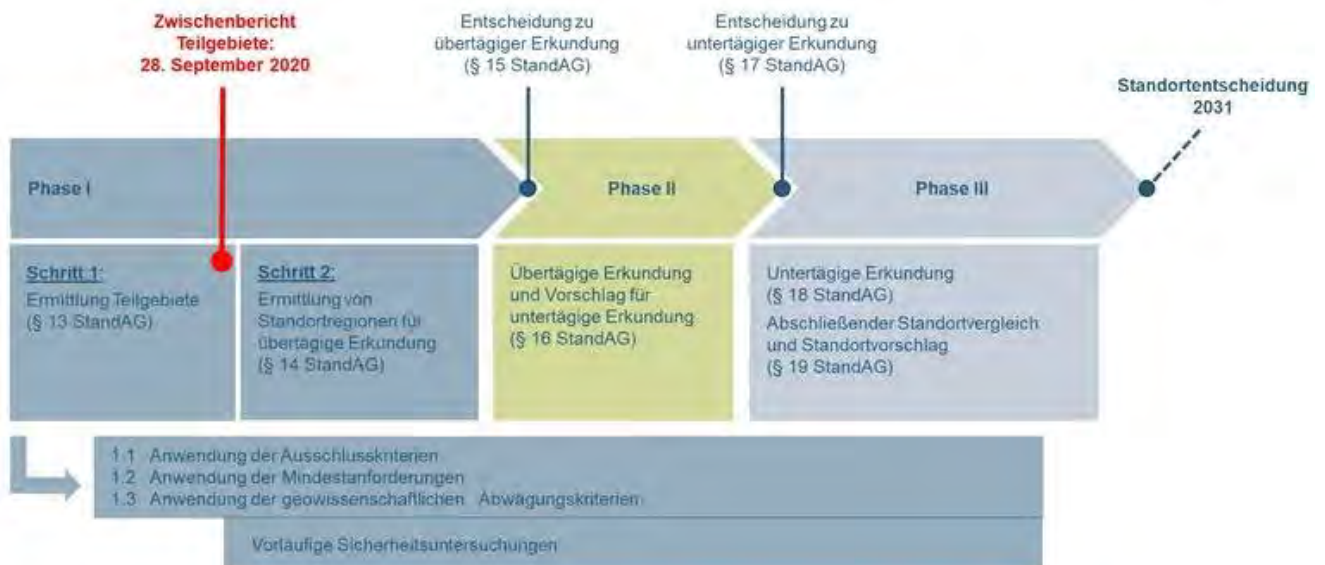 Zwischenbericht
Teilgebiete:
28. September 2020
Entscheidung zu
übertägiger Erkundung
(§ 15 StandAG)
Entscheidung zu
untertägiger Erkundung
(§ 17 StandAG)
Standortentscheidung
2031
Phase I
Phase II
Phase III
Schritt 1:
Ermittlung Teilgebiete
(§ 13 StandAG)
Schritt 2:
Ermittlung von
Standortregionen für
übertägige Erkundung
(§ 14 StandAG)
Übertägige Erkundung
und Vorschlag für
untertägige Erkundung
(§ 16 StandAG)
Untertägige Erkundung
(§ 18 StandAG)
Abschließender Standortvergleich
und Standortvorschlag
(§ 19 StandAG)
1.1 Anwendung der Ausschlusskriterien
1.2 Anwendung der Mindestanforderungen
1.3 Anwendung der geowissenschaftlichen Abwägungskriterien
Vorläufige Sicherheitsuntersuchungen